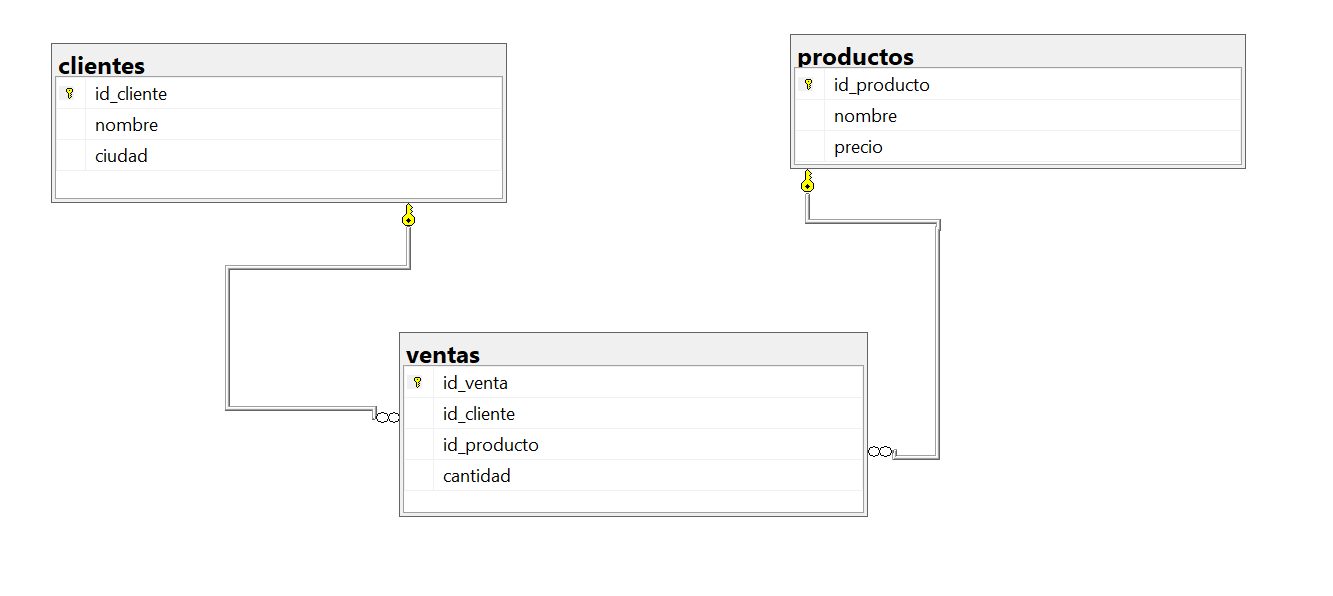 clientes
id_cliente
nombre
ciudad
productos
id_producto
nombre
precio
ventas
id_venta
id_cliente
id_producto
cantidad